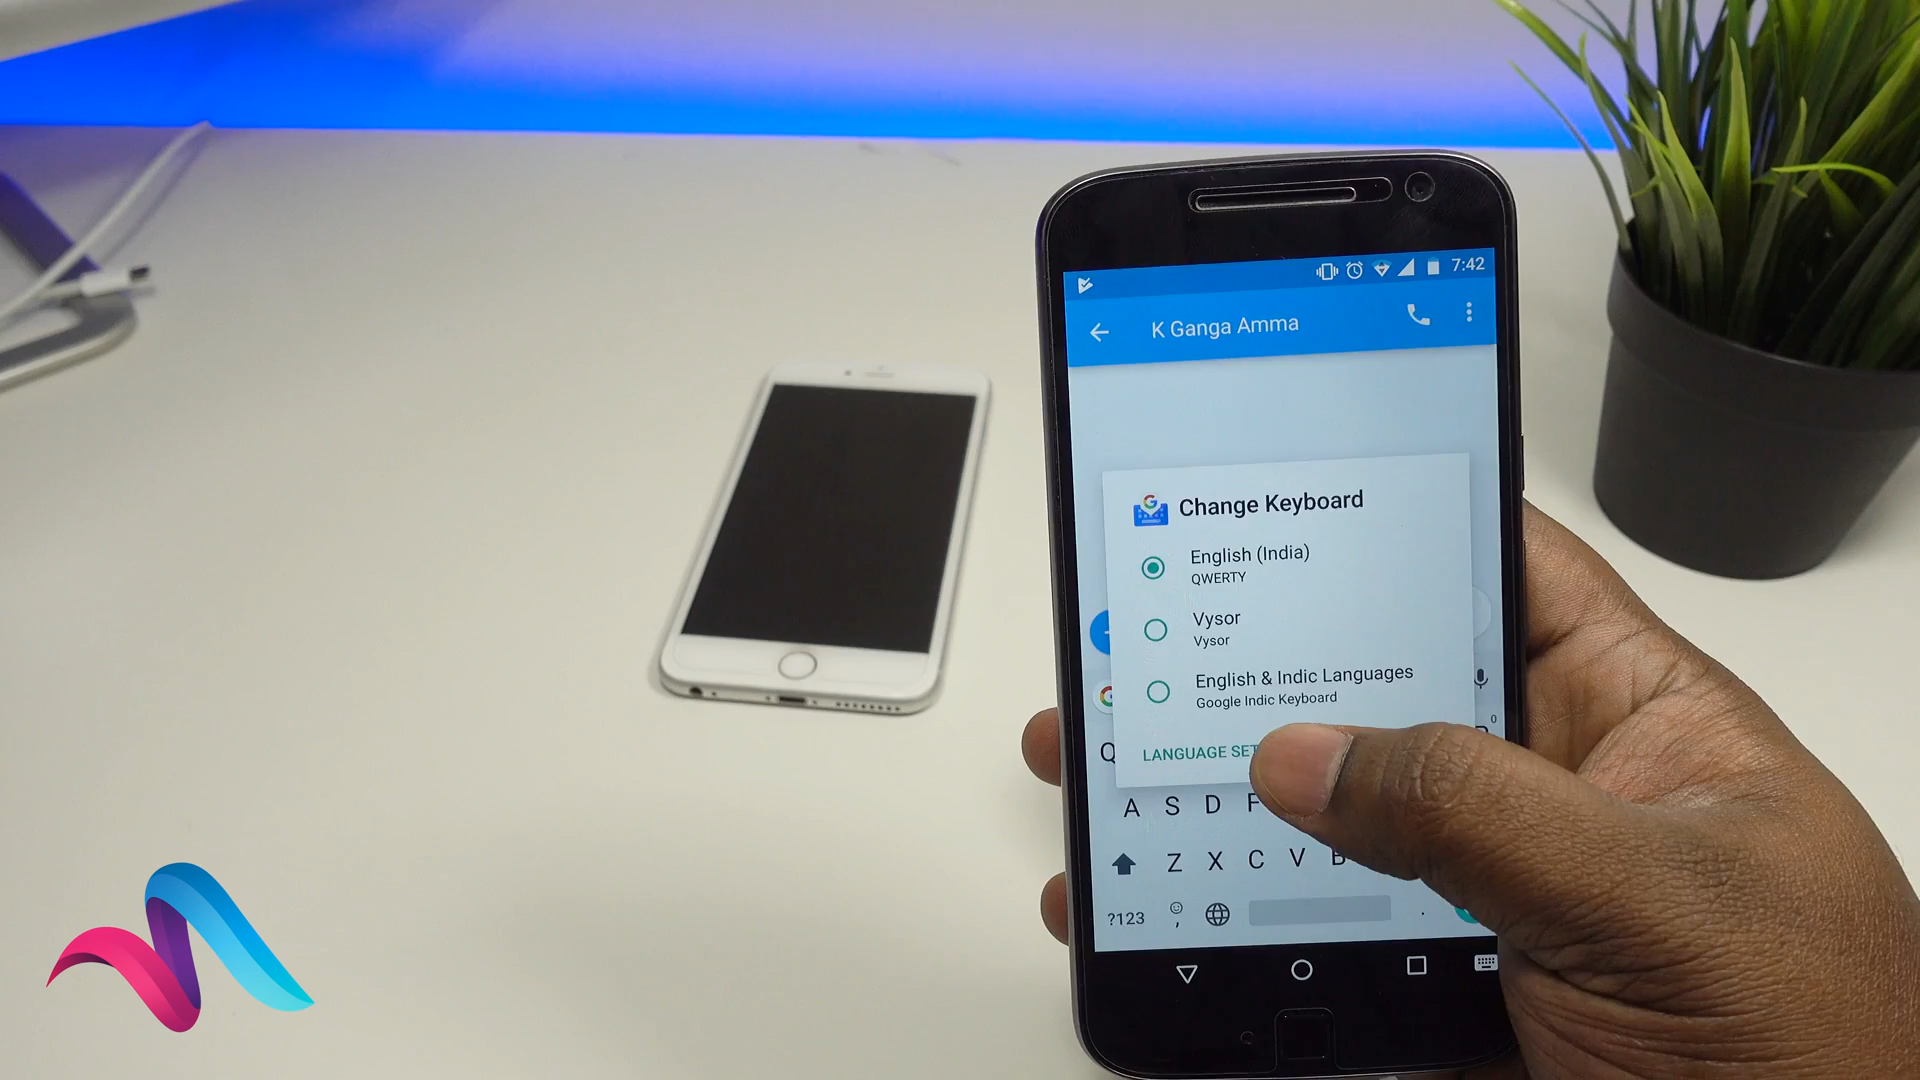 7:42
K Ganga Amma
Change Keyboard
English (India)
QWERTY
Vysor
Vysor
English & Indic Languages
Google Indic Keyboard
LANGUAGE
0
Q
A S D F
Z X C V B
?123 , .